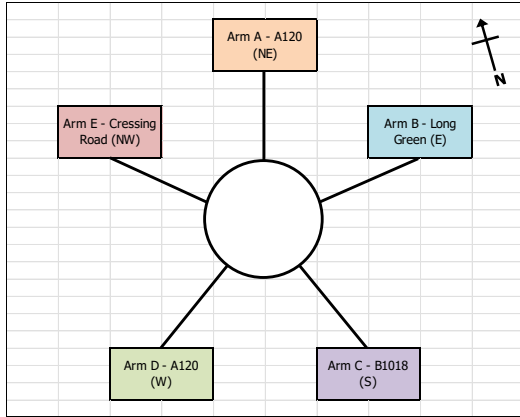 Arm A - A120
(NE)
N
Arm E - Cressing
Road (NW)
Arm B - Long
Green (E)
Arm D - A120
(W)
Arm C - B1018
(S)